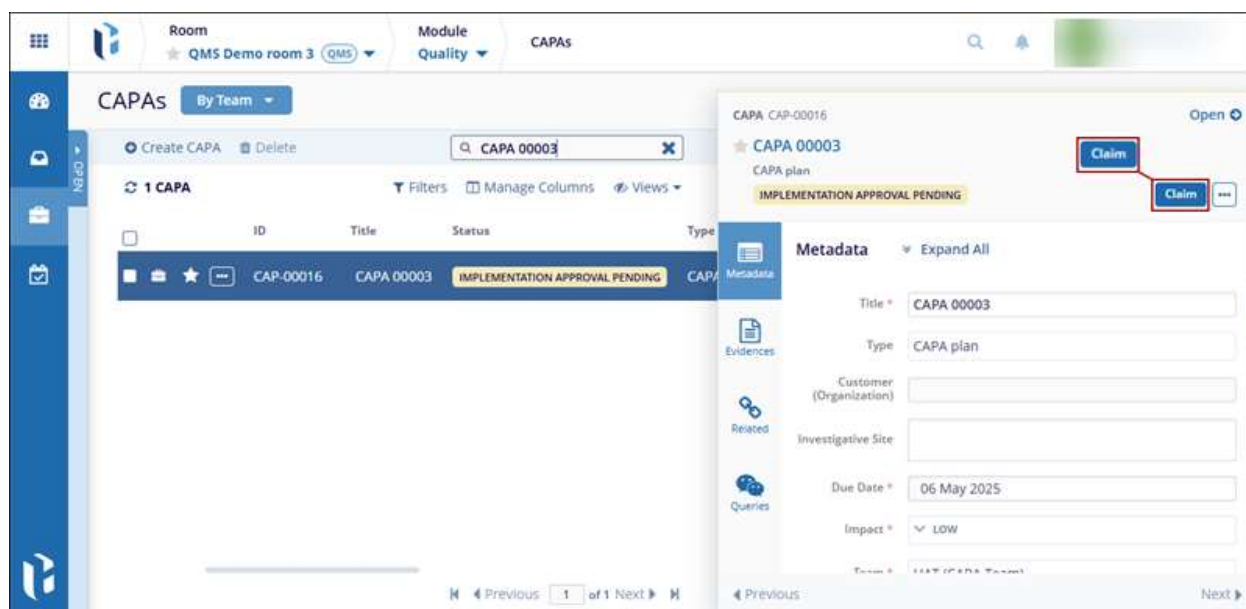 Room
QMS Demo room 3 QMS
Module
Quality
CAPAs
CAPAs
By Team
OPEN
Create CAPA Delete
CAPA 00003
1 CAPA
Filters Manage Columns Views
ID Title Status Type
CAP-00016 CAPA 00003 IMPLEMENTATION APPROVAL PENDING CAPA
Previous 1 of 1 Next
CAPA CAP-00016
Open
CAPA 00003
Claim
CAPA plan
IMPLEMENTATION APPROVAL PENDING
Claim
Metadata
Evidences
Related
Queries
Metadata Expand All
Title * CAPA 00003
Type CAPA plan
Customer
(Organization)
Investigative Site
Due Date * 06 May 2025
Impact * LOW
Team * UAT (CAPA Team)
Previous Next